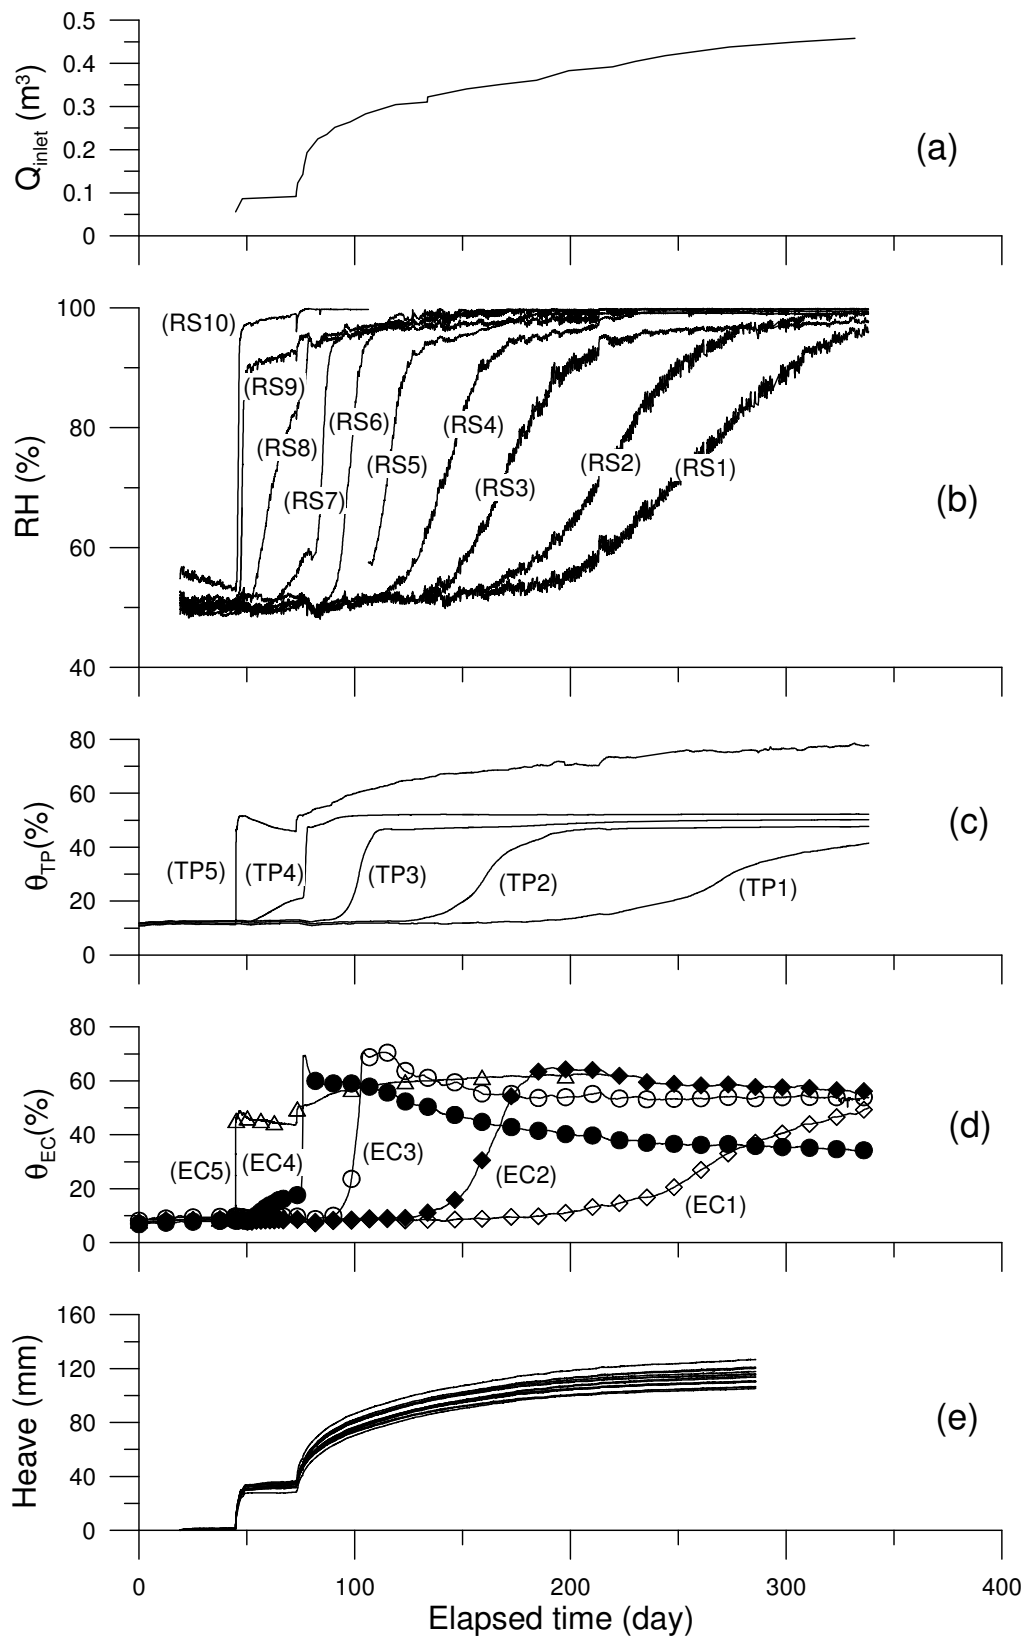 0.5
0.4
0.3
0.2
0.1
0
Q_inlet (m³)
(a)
100
80
60
40
RH (%)
(RS10)
(RS9)
(RS8)
(RS7)
(RS6)
(RS5)
(RS4)
(RS3)
(RS2)
(RS1)
(b)
80
60
40
20
0
θ_TP(%)
(TP5)
(TP4)
(TP3)
(TP2)
(TP1)
(c)
80
60
40
20
0
θ_EC(%)
(EC5)
(EC4)
(EC3)
(EC2)
(EC1)
(d)
160
120
80
40
0
Heave (mm)
(e)
0 100 200 300 400
Elapsed time (day)